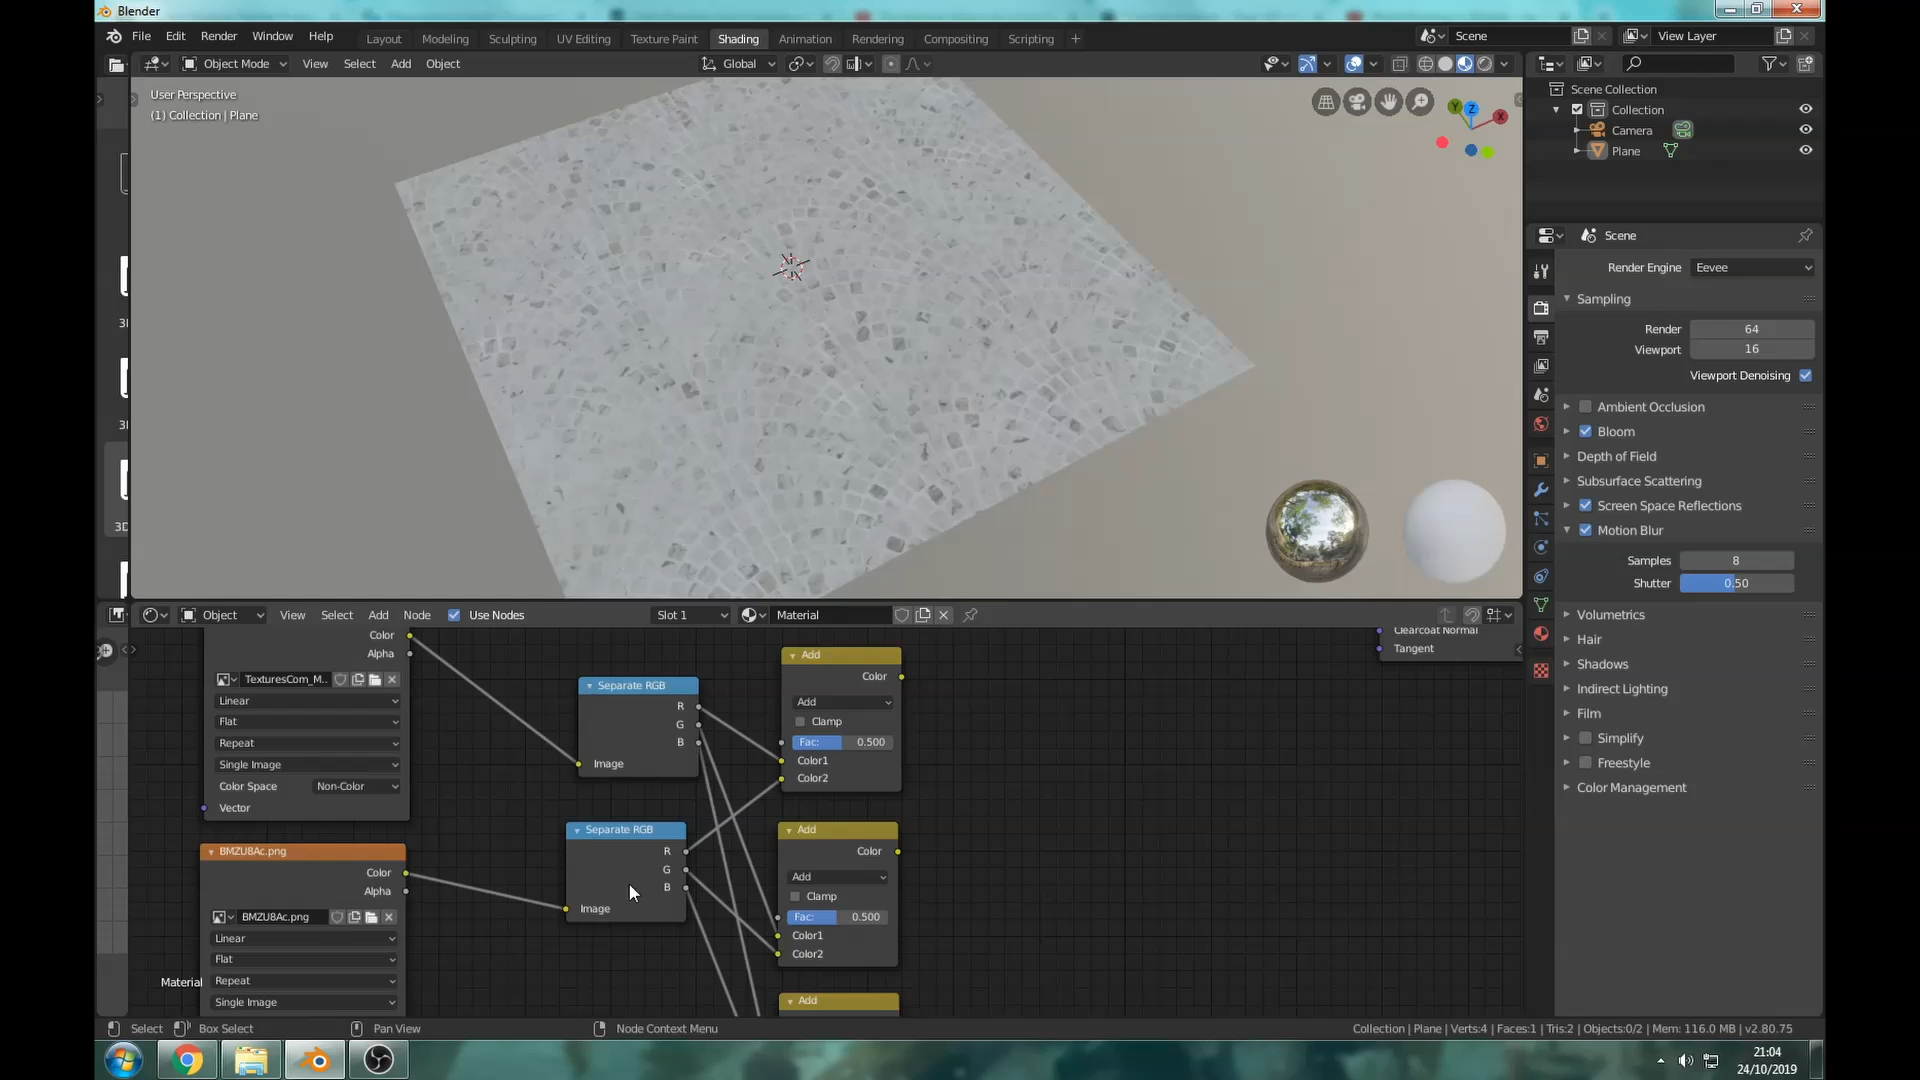 Blender
File Edit Render Window Help Layout Modeling Sculpting UV Editing Texture Paint Shading Animation Rendering Compositing Scripting + Scene View Layer
Object Mode View Select Add Object Global
User Perspective
(1) Collection | Plane
Scene Collection
Collection
Camera
Plane
Scene
Render Engine Eevee
Sampling
Render 64
Viewport 16
Viewport Denoising
Ambient Occlusion
Bloom
Depth of Field
Subsurface Scattering
Screen Space Reflections
Motion Blur
Samples 8
Shutter 0.50
Volumetrics
Hair
Shadows
Indirect Lighting
Film
Simplify
Freestyle
Color Management
Y Z X
Object View Select Add Node Use Nodes Slot 1 Material
Color
Alpha
TexturesCom_M..
Linear
Flat
Repeat
Single Image
Color Space Non-Color
Vector
BMZU8Ac.png
Color
Alpha
BMZU8Ac.png
Linear
Flat
Repeat
Single Image
Material
Separate RGB
R
G
B
Image
Separate RGB
R
G
B
Image
Add
Color
Add
Clamp
Fac: 0.500
Color1
Color2
Add
Color
Add
Clamp
Fac: 0.500
Color1
Color2
Add
Clearcoat Normal
Tangent
Select Box Select Pan View Node Context Menu Collection | Plane | Verts:4 | Faces:1 | Tris:2 | Objects:0/2 | Mem: 116.0 MB | v2.80.75
21:04
24/10/2019